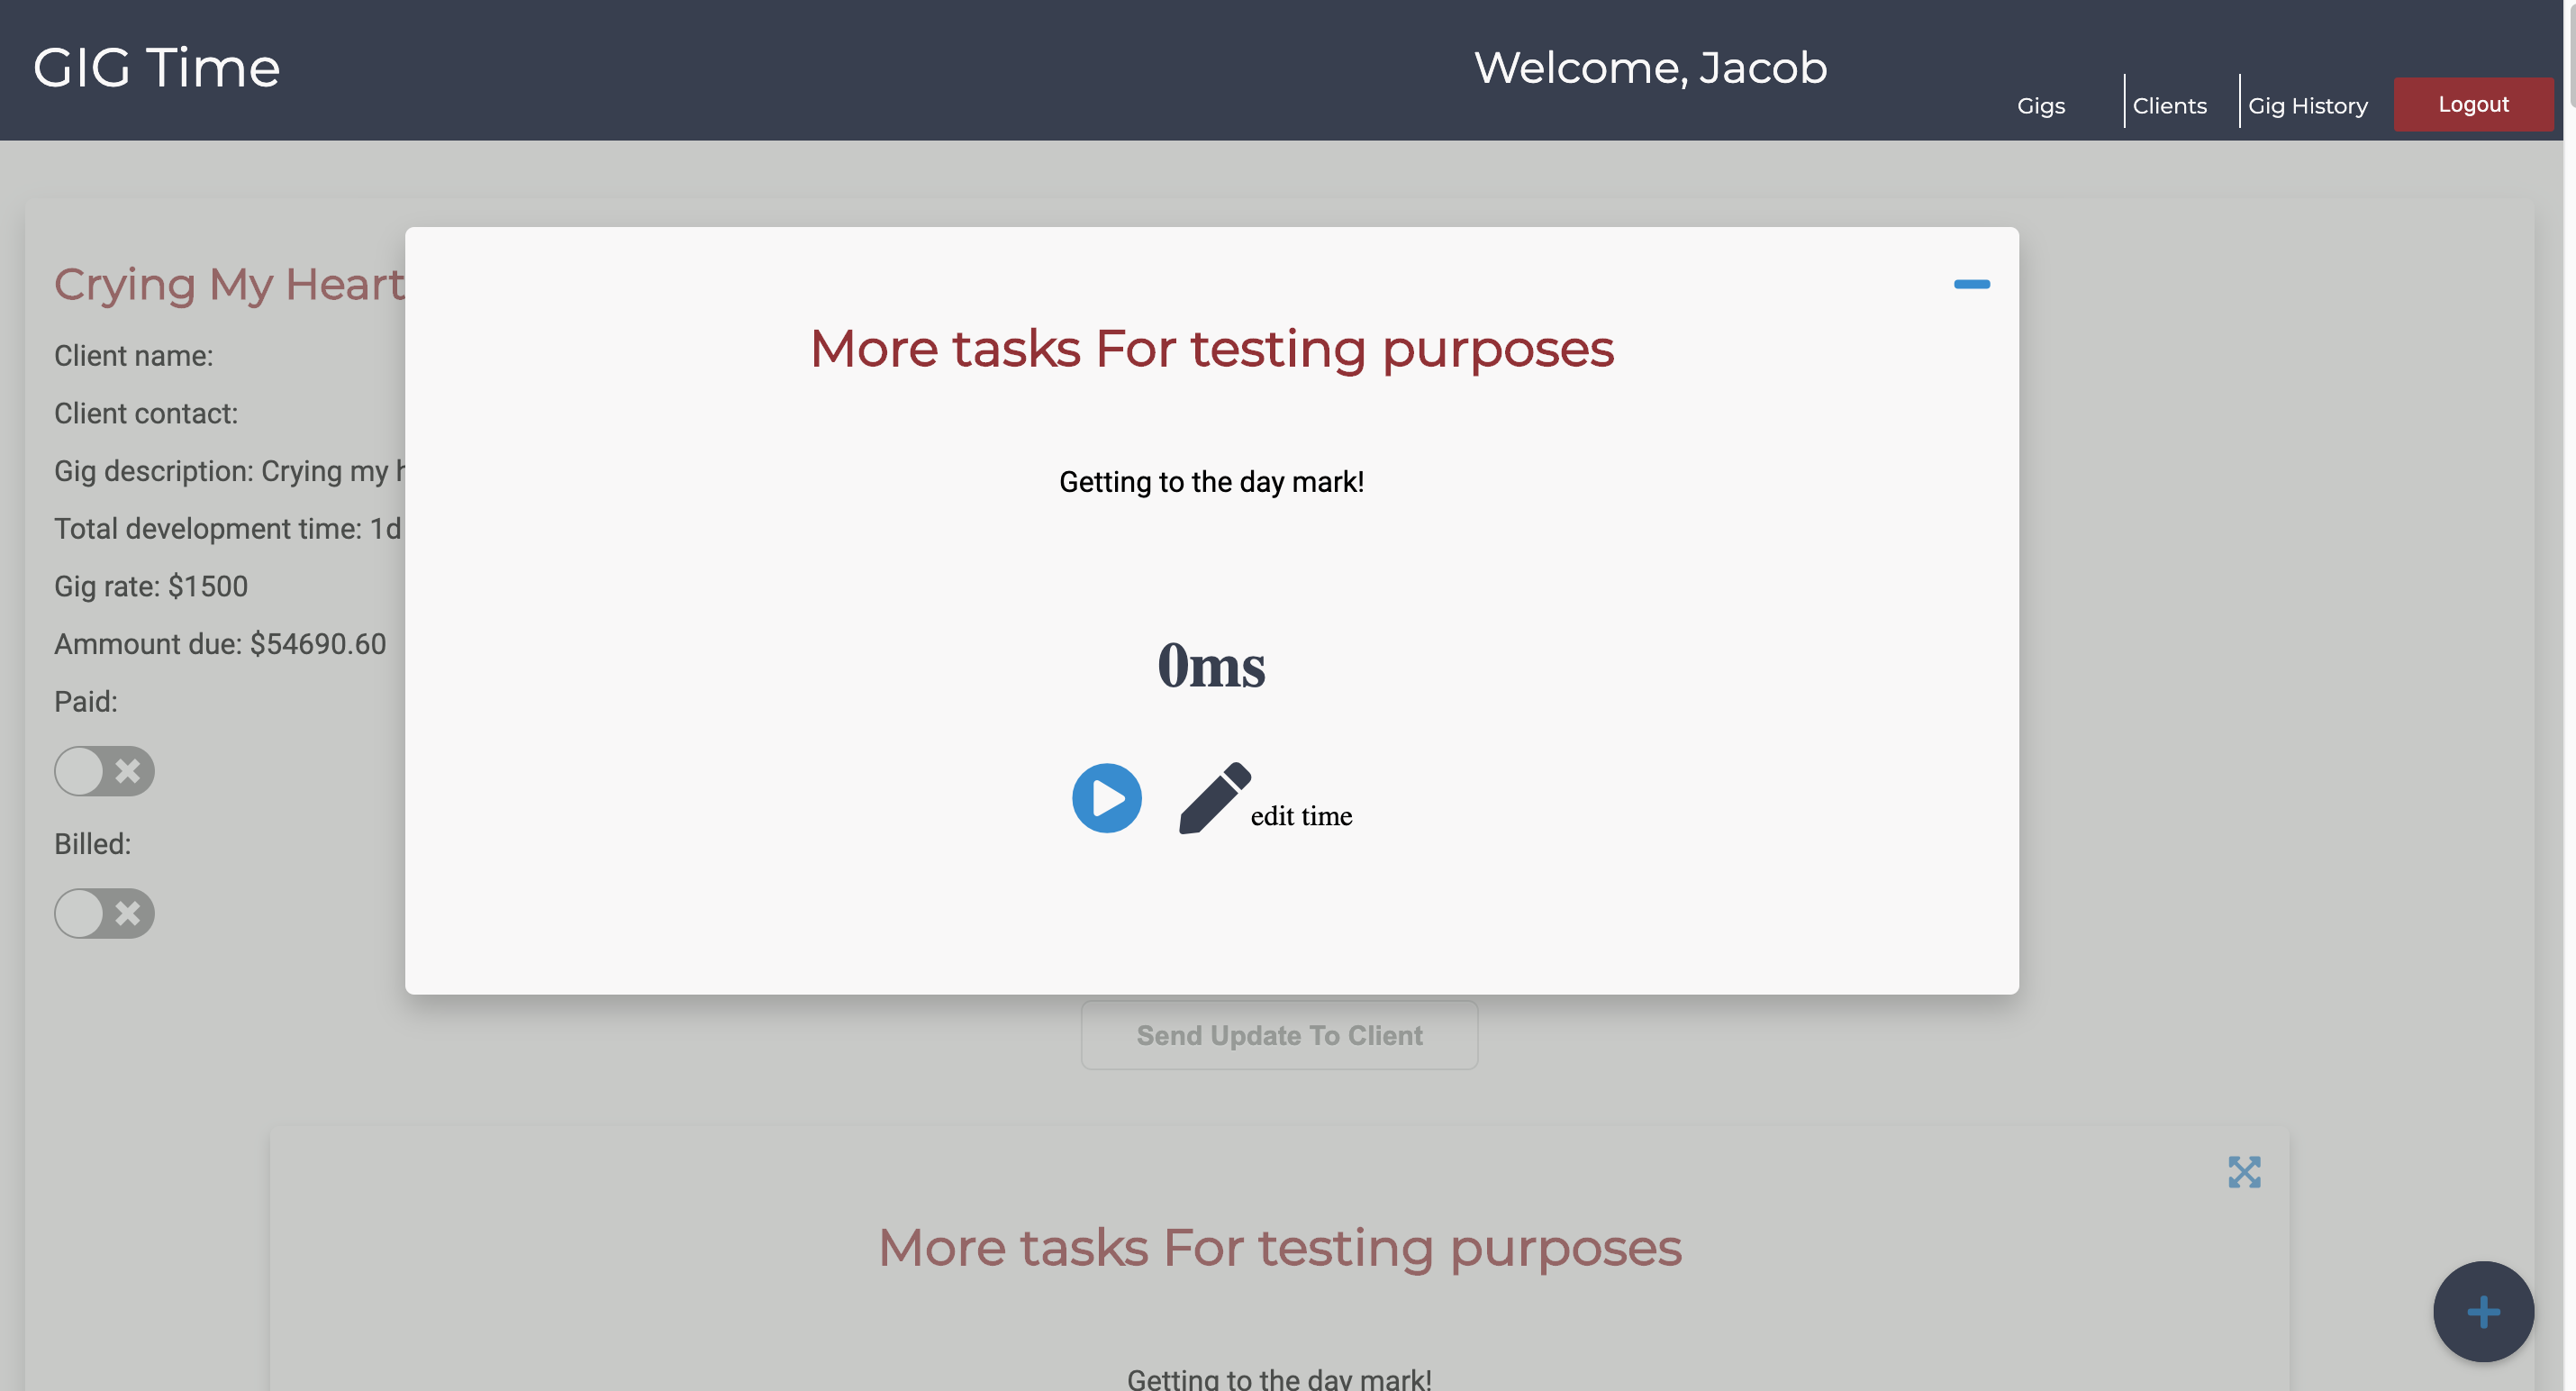 GIG Time
Welcome, Jacob
Gigs
Clients
Gig History
Logout
Crying My Heart
Client name:
Client contact:
Gig description: Crying my
Total development time: 1d
Gig rate: $1500
Ammount due: $54690.60
Paid:
Billed:
More tasks For testing purposes
Getting to the day mark!
0ms
edit time
Send Update To Client
More tasks For testing purposes
Getting to the day mark!